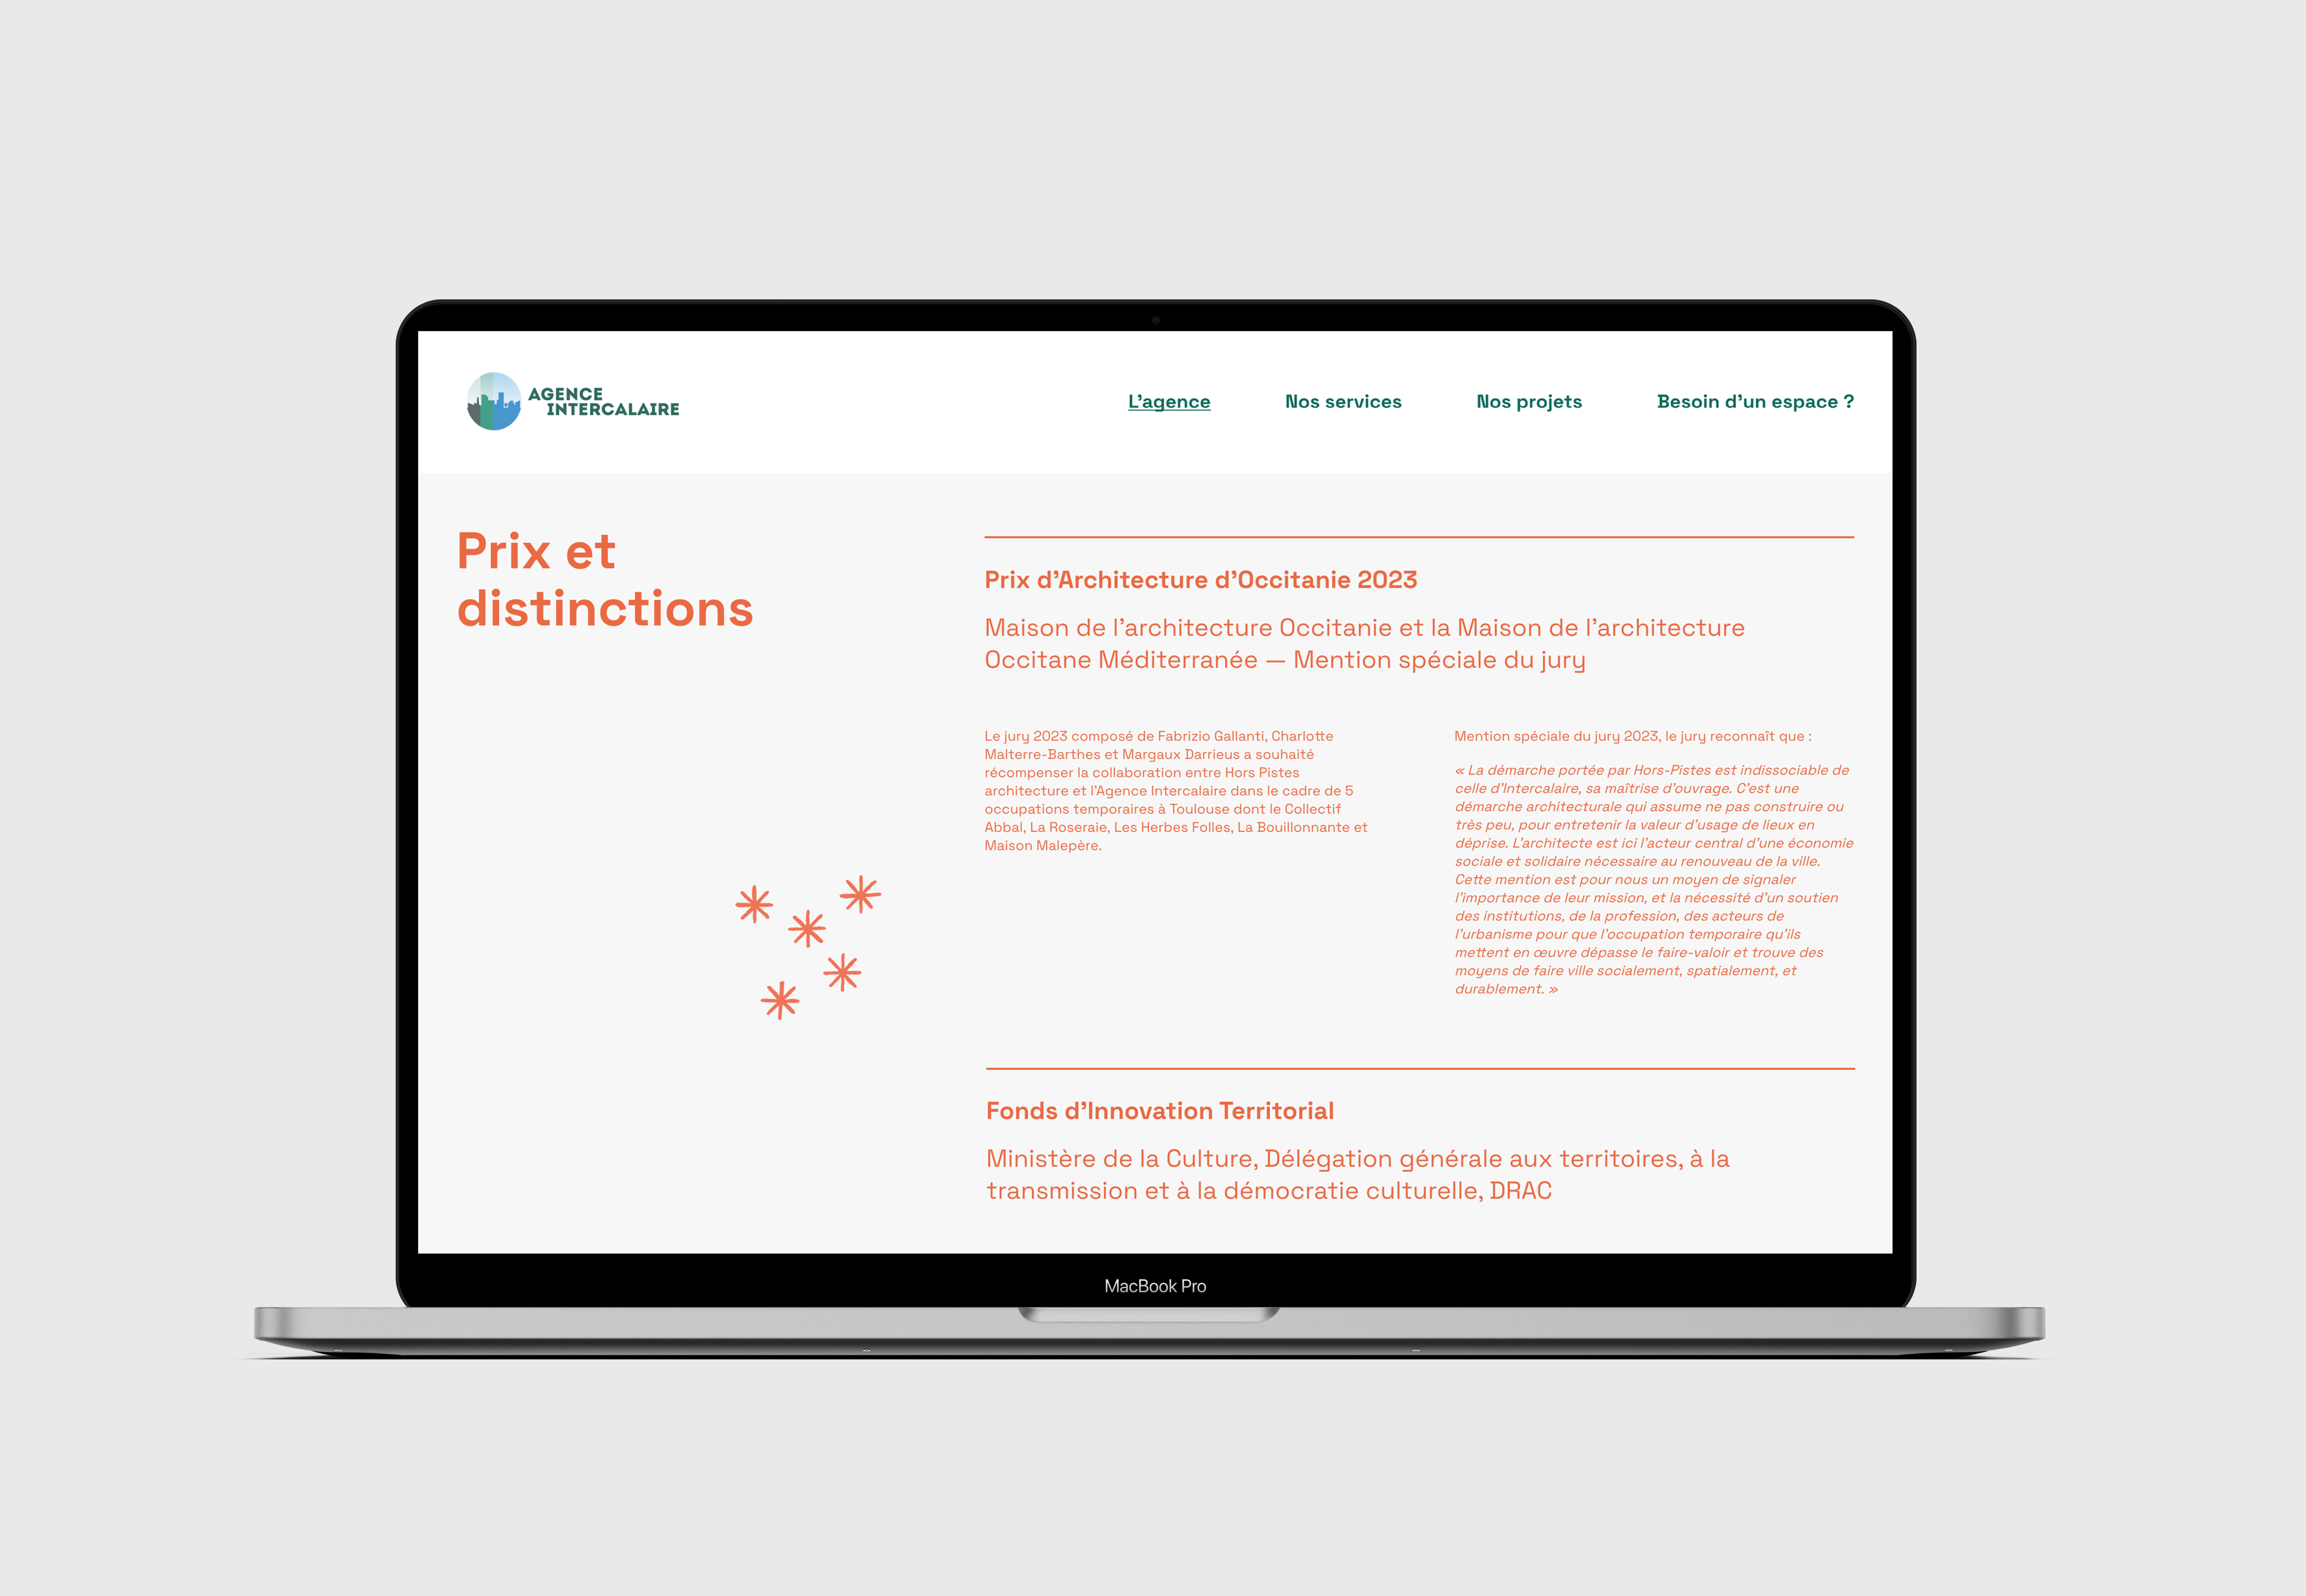 AGENCE
INTERCALAIRE
L'agence
Nos services
Nos projets
Besoin d'un espace ?
Prix et
distinctions
Prix d'Architecture d'Occitanie 2023
Maison de l'architecture Occitanie et la Maison de l'architecture
Occitane Méditerranée — Mention spéciale du jury
Le jury 2023 composé de Fabrizio Gallanti, Charlotte
Malterre-Barthes et Margaux Darrieus a souhaité
récompenser la collaboration entre Hors Pistes
architecture et l'Agence Intercalaire dans le cadre de 5
occupations temporaires à Toulouse dont le Collectif
Abbal, La Roseraie, Les Herbes Folles, La Bouillonnante et
Maison Malepère.
Mention spéciale du jury 2023, le jury reconnaît que :
« La démarche portée par Hors-Pistes est indissociable de
celle d'Intercalaire, sa maîtrise d'ouvrage. C'est une
démarche architecturale qui assume ne pas construire ou
très peu, pour entretenir la valeur d'usage de lieux en
déprise. L'architecte est ici l'acteur central d'une économie
sociale et solidaire nécessaire au renouveau de la ville.
Cette mention est pour nous un moyen de signaler
l'importance de leur mission, et la nécessité d'un soutien
des institutions, de la profession, des acteurs de
l'urbanisme pour que l'occupation temporaire qu'ils
mettent en œuvre dépasse le faire-valoir et trouve des
moyens de faire ville socialement, spatialement, et
durablement. »
Fonds d'Innovation Territorial
Ministère de la Culture, Délégation générale aux territoires, à la
transmission et à la démocratie culturelle, DRAC
MacBook Pro